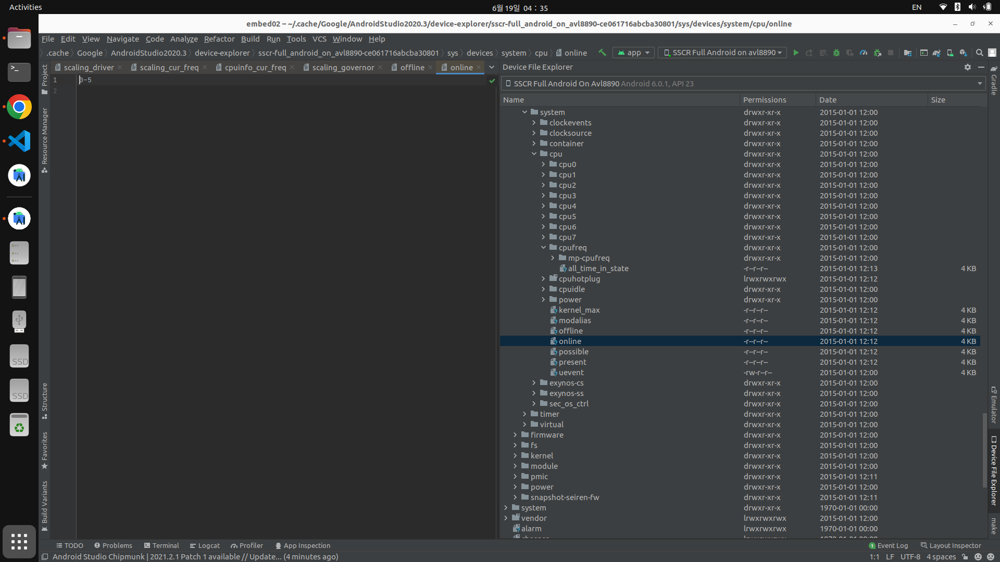 Activities
6월 19일 04 : 35
EN
embed02 – ~/.cache/Google/AndroidStudio2020.3/device-explorer/sscr-full_android_on_avl8890-ce061716abcba30801/sys/devices/system/cpu/online
File Edit View Navigate Code Analyze Refactor Build Run Tools VCS Window Help
.cache Google AndroidStudio2020.3 device-explorer sscr-full_android_on_avl8890-ce061716abcba30801 sys devices system cpu online
app
SSCR Full Android on avl8890
scaling_driver scaling_cur_freq cpuinfo_cur_freq scaling_governor offline online
Project
Resource Manager
Structure
Favorites
Build Variants
1 0-5
2
Device File Explorer
SSCR Full Android On Avl8890 Android 6.0.1, API 23
Name Permissions Date Size
system drwxr-xr-x 2015-01-01 12:00
clockevents drwxr-xr-x 2015-01-01 12:00
clocksource drwxr-xr-x 2015-01-01 12:00
container drwxr-xr-x 2015-01-01 12:00
cpu drwxr-xr-x 2015-01-01 12:00
cpu0 drwxr-xr-x 2015-01-01 12:00
cpu1 drwxr-xr-x 2015-01-01 12:00
cpu2 drwxr-xr-x 2015-01-01 12:00
cpu3 drwxr-xr-x 2015-01-01 12:00
cpu4 drwxr-xr-x 2015-01-01 12:00
cpu5 drwxr-xr-x 2015-01-01 12:00
cpu6 drwxr-xr-x 2015-01-01 12:00
cpu7 drwxr-xr-x 2015-01-01 12:00
cpufreq drwxr-xr-x 2015-01-01 12:00
mp-cpufreq drwxr-xr-x 2015-01-01 12:00
all_time_in_state -r--r--r-- 2015-01-01 12:13 4 KB
cpuhotplug lrwxrwxrwx 2015-01-01 12:12
cpuidle drwxr-xr-x 2015-01-01 12:00
power drwxr-xr-x 2015-01-01 12:00
kernel_max -r--r--r-- 2015-01-01 12:12 4 KB
modalias -r--r--r-- 2015-01-01 12:12 4 KB
offline -r--r--r-- 2015-01-01 12:12 4 KB
online -r--r--r-- 2015-01-01 12:12 4 KB
possible -r--r--r-- 2015-01-01 12:12 4 KB
present -r--r--r-- 2015-01-01 12:12 4 KB
uevent -rw-r--r-- 2015-01-01 12:00 4 KB
exynos-cs drwxr-xr-x 2015-01-01 12:00
exynos-ss drwxr-xr-x 2015-01-01 12:00
sec_os_ctrl drwxr-xr-x 2015-01-01 12:00
timer drwxr-xr-x 2015-01-01 12:00
virtual drwxr-xr-x 2015-01-01 12:00
firmware drwxr-xr-x 2015-01-01 12:00
fs drwxr-xr-x 2015-01-01 12:00
kernel drwxr-xr-x 2015-01-01 12:00
module drwxr-xr-x 2015-01-01 12:00
pmic drwxr-xr-x 2015-01-01 12:11
power drwxr-xr-x 2015-01-01 12:00
snapshot-seiren-fw drwxr-xr-x 2015-01-01 12:11
system drwxr-xr-x 1970-01-01 00:00
vendor lrwxrwxrwx 2015-01-01 12:00
alarm lrwxrwxrwx 1970-01-01 00:00
Gradle
Emulator
Device File Explorer
make
SSD
SSD
TODO Problems Terminal Logcat Profiler App Inspection
1 Event Log Layout Inspector
Android Studio Chipmunk | 2021.2.1 Patch 1 available // Update... (4 minutes ago)
1:1 LF UTF-8 4 spaces